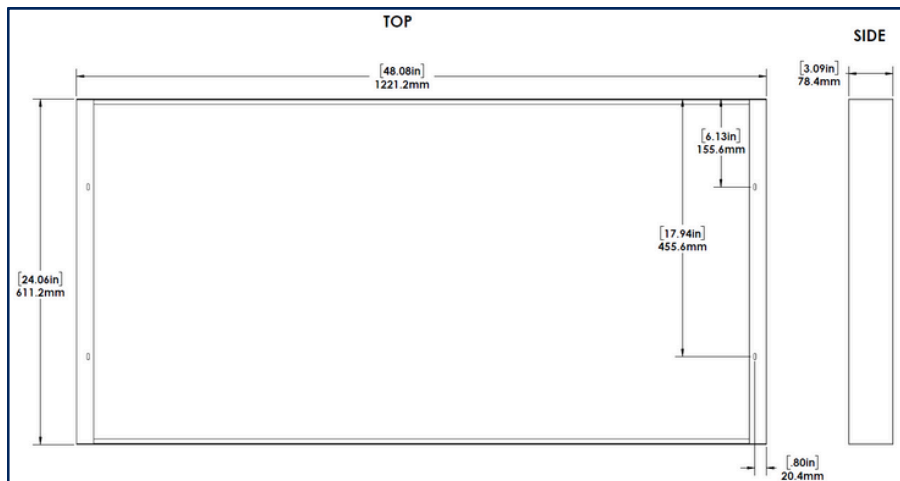 TOP
SIDE
[48.08in]
1221.2mm
[3.09in]
78.4mm
[6.13in]
155.6mm
[17.94in]
455.6mm
[24.06in]
611.2mm
[.80in]
20.4mm